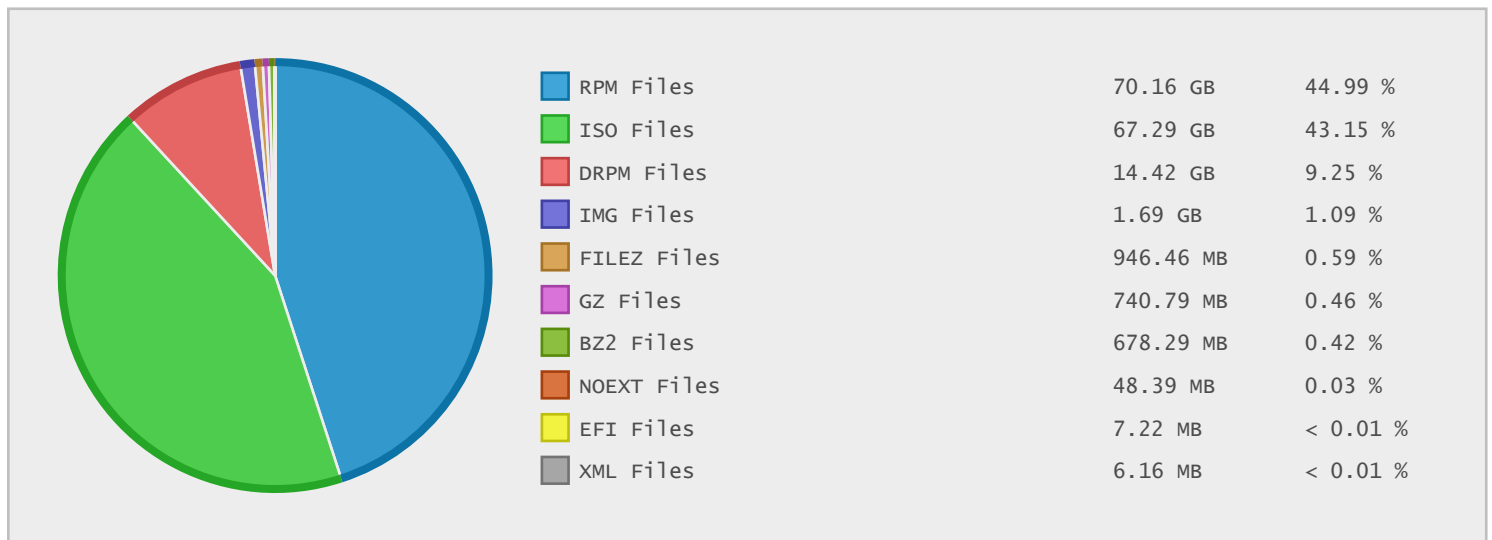 RPM Files 70.16 GB 44.99 %
ISO Files 67.29 GB 43.15 %
DRPM Files 14.42 GB 9.25 %
IMG Files 1.69 GB 1.09 %
FILEZ Files 946.46 MB 0.59 %
GZ Files 740.79 MB 0.46 %
BZ2 Files 678.29 MB 0.42 %
NOEXT Files 48.39 MB 0.03 %
EFI Files 7.22 MB < 0.01 %
XML Files 6.16 MB < 0.01 %